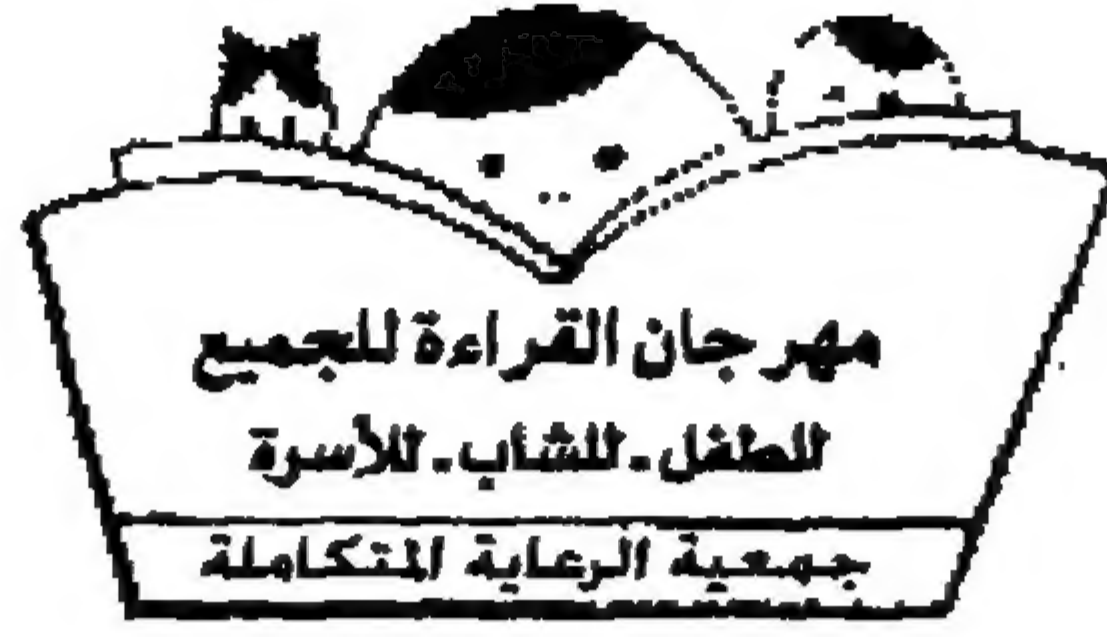 مهرجان القراءة للجميع
للطفل . للشاب . للأسرة
جمعية الرعاية المتكاملة